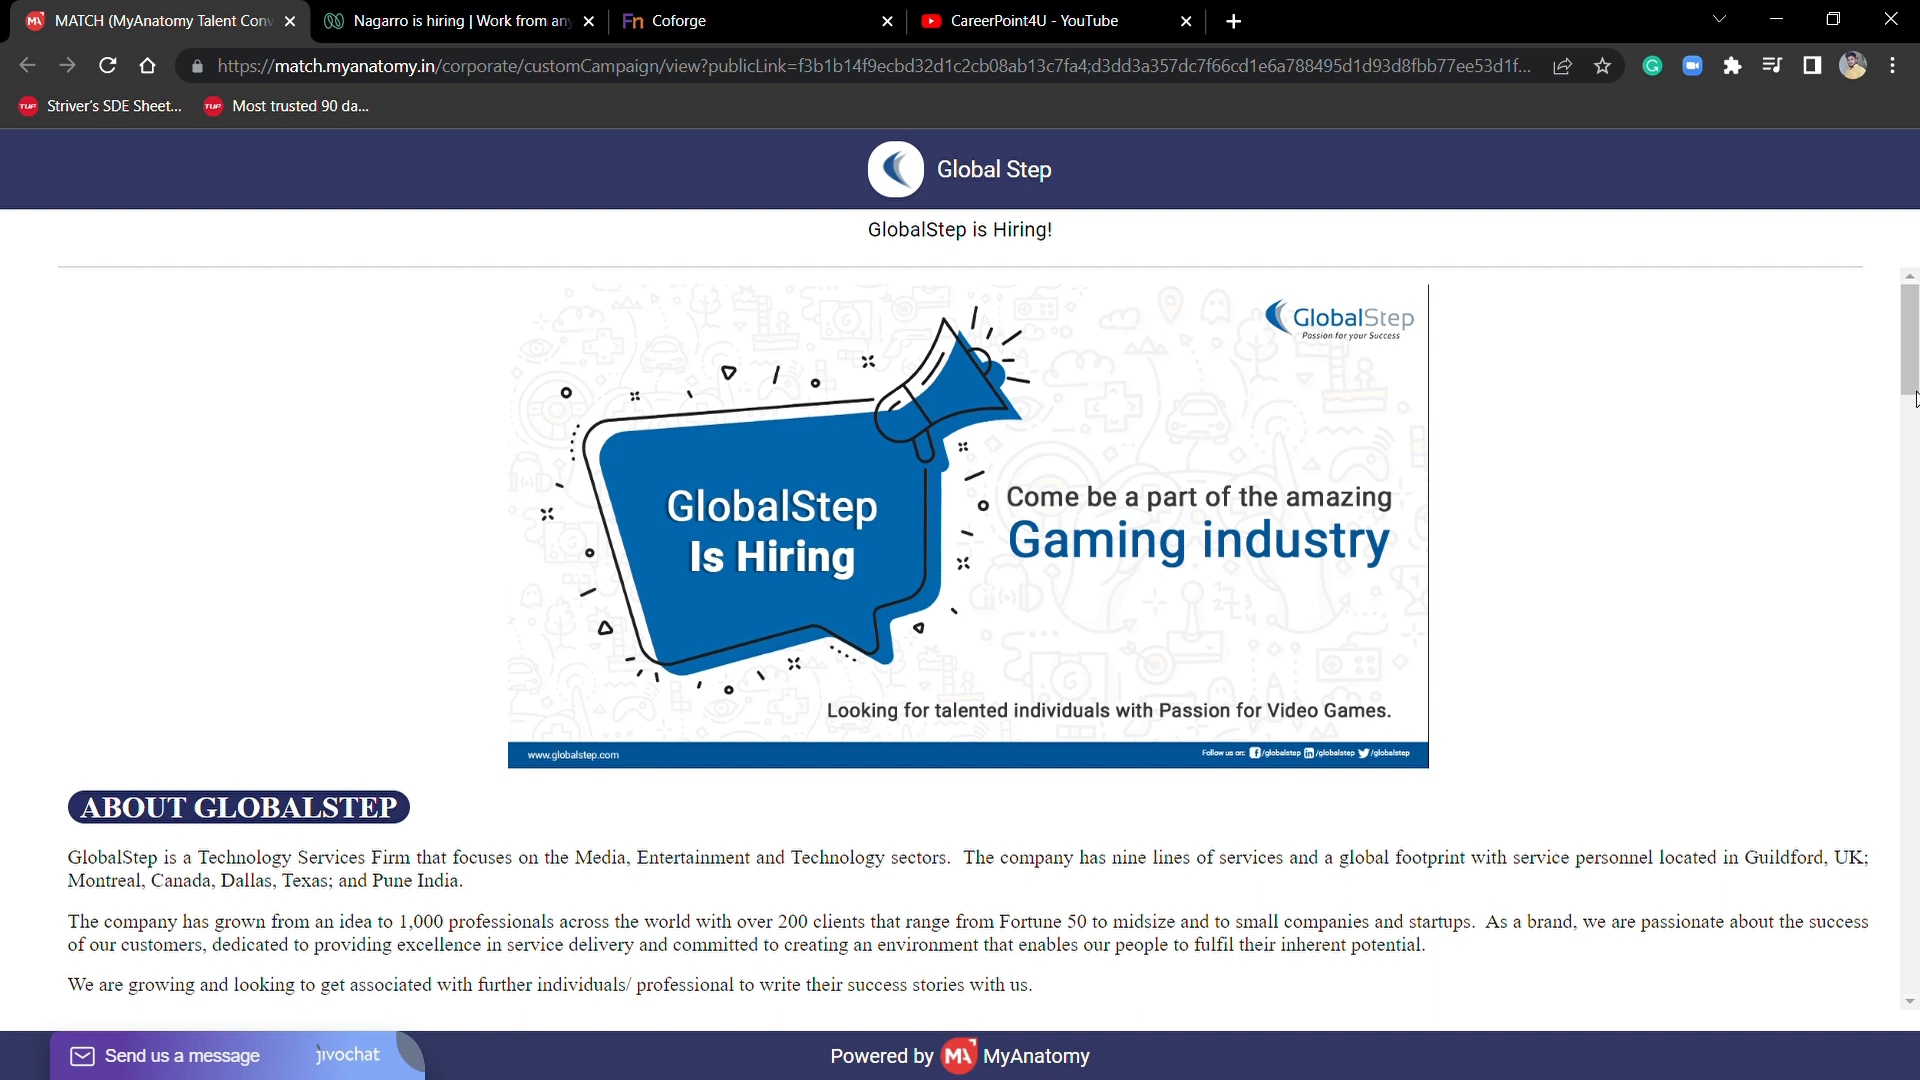 MATCH (MyAnatomy Talent Conv
Nagarro is hiring | Work from any
Coforge
CareerPoint4U - YouTube
https://match.myanatomy.in/corporate/customCampaign/view?publicLink=f3b1b14f9ecbd32d1c2cb08ab13c7fa4;d3dd3a357dc7f66cd1e6a788495d1d93d8fbb77ee53d1f...
Striver's SDE Sheet...
Most trusted 90 da...
Global Step
GlobalStep is Hiring!
GlobalStep
Passion for your Success
GlobalStep
Is Hiring
Come be a part of the amazing
Gaming industry
Looking for talented individuals with Passion for Video Games.
www.globalstep.com
Follow us on: /globalstep /globalstep /globalstep
ABOUT GLOBALSTEP
GlobalStep is a Technology Services Firm that focuses on the Media, Entertainment and Technology sectors. The company has nine lines of services and a global footprint with service personnel located in Guildford, UK;
Montreal, Canada, Dallas, Texas; and Pune India.
The company has grown from an idea to 1,000 professionals across the world with over 200 clients that range from Fortune 50 to midsize and to small companies and startups. As a brand, we are passionate about the success
of our customers, dedicated to providing excellence in service delivery and committed to creating an environment that enables our people to fulfil their inherent potential.
We are growing and looking to get associated with further individuals/ professional to write their success stories with us.
Send us a message
jivochat
Powered by MA MyAnatomy